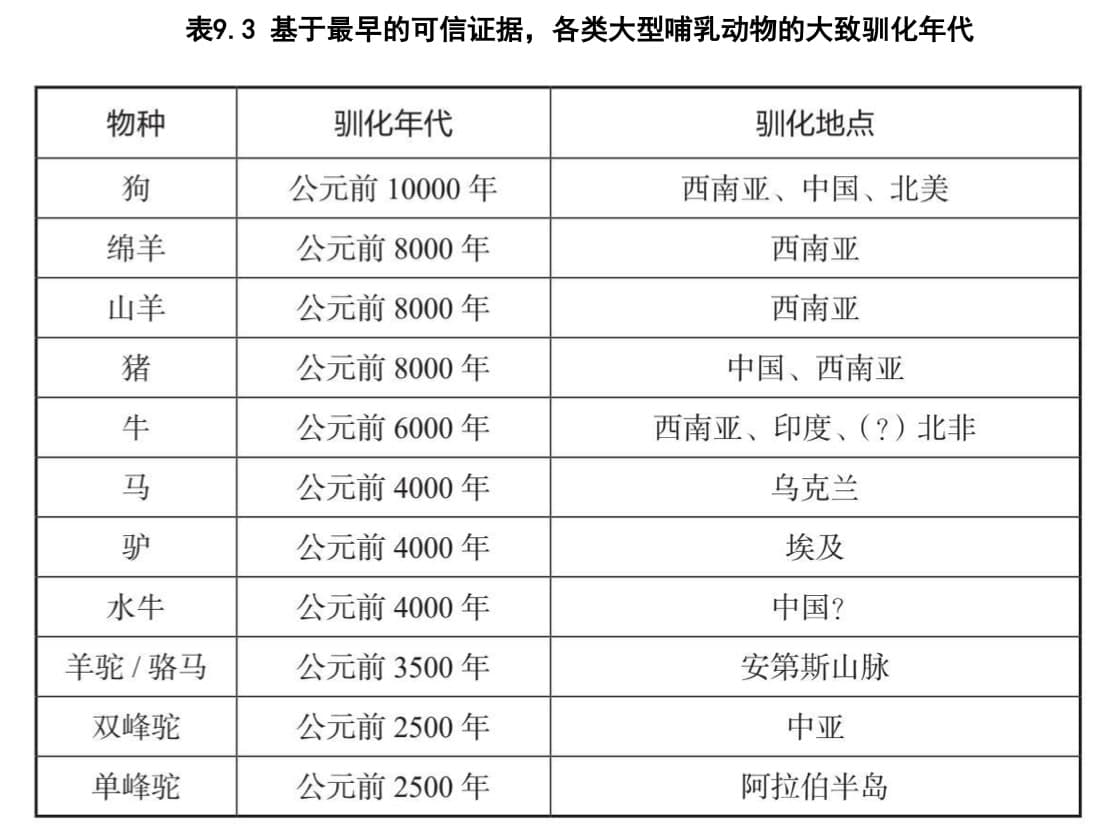 表9.3 基于最早的可信证据，各类大型哺乳动物的大致驯化年代
物种 驯化年代 驯化地点
狗 公元前 10000 年 西南亚、中国、北美
绵羊 公元前 8000 年 西南亚
山羊 公元前 8000 年 西南亚
猪 公元前 8000 年 中国、西南亚
牛 公元前 6000 年 西南亚、印度、（?）北非
马 公元前 4000 年 乌克兰
驴 公元前 4000 年 埃及
水牛 公元前 4000 年 中国?
羊驼 / 骆马 公元前 3500 年 安第斯山脉
双峰驼 公元前 2500 年 中亚
单峰驼 公元前 2500 年 阿拉伯半岛